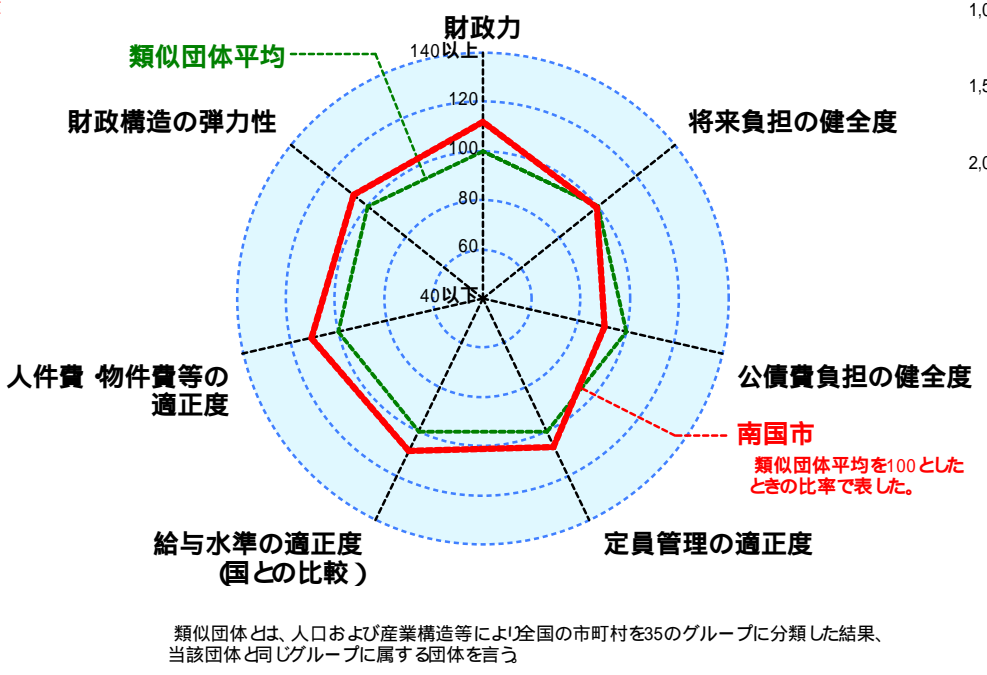 財政力
1,0
140以上
類似団体平均
1,5
120
財政構造の弾力性
将来負担の健全度
100
2,0
80
60
40以下
人件費・物件費等の
適正度
公債費負担の健全度
南国市
類似団体平均を100とした
ときの比率で表した。
給与水準の適正度
(国との比較)
定員管理の適正度
類似団体とは、人口および産業構造等により全国の市町村を35のグループに分類した結果、
当該団体と同じグループに属する団体を言う